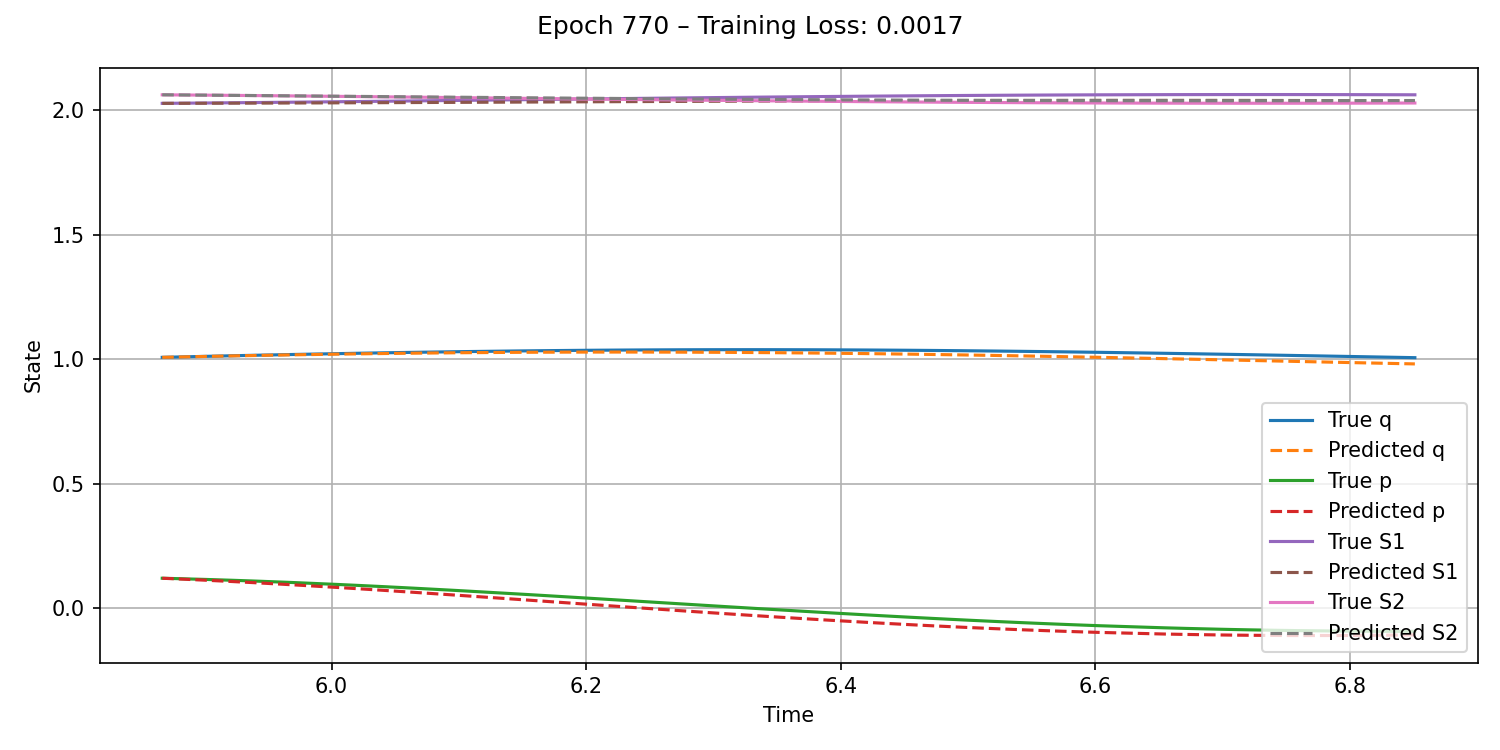 Epoch 770 – Training Loss: 0.0017
2.0
1.5
1.0
0.5
0.0
State
True q
Predicted q
True p
Predicted p
True S1
Predicted S1
True S2
Predicted S2
6.0 6.2 6.4 6.6 6.8
Time